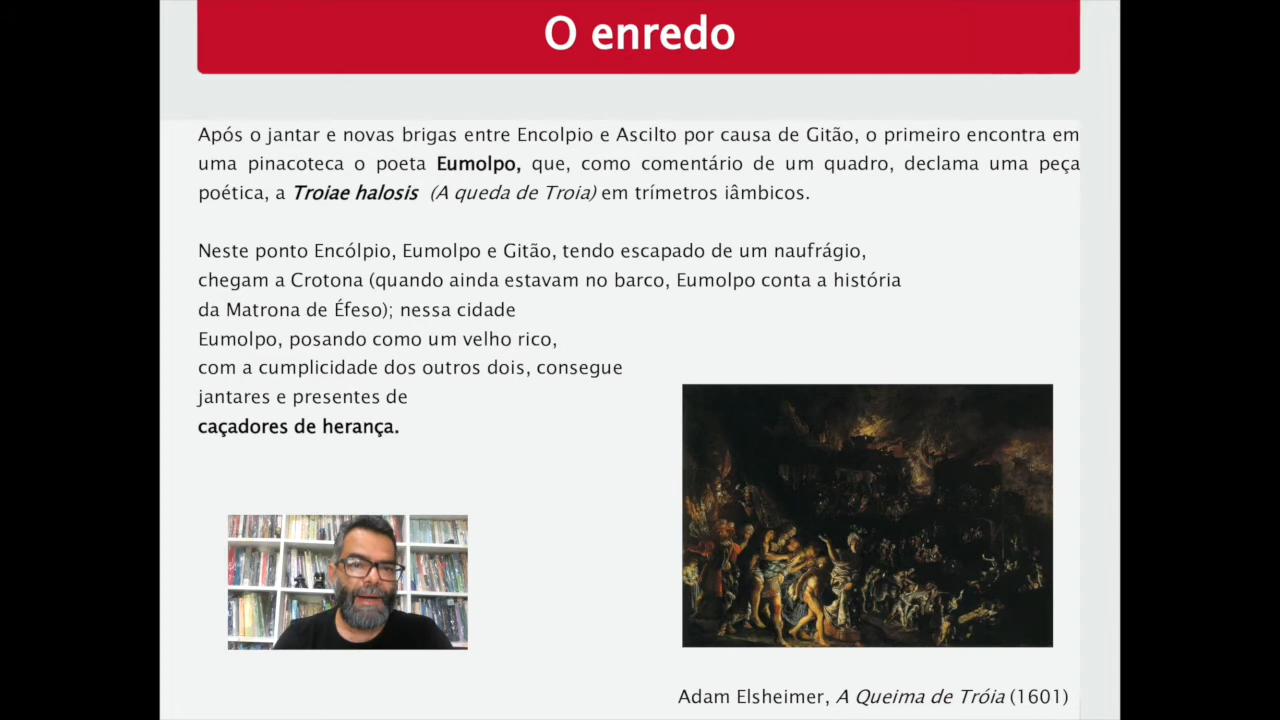 O enredo
Após o jantar e novas brigas entre Encolpio e Ascilto por causa de Gitão, o primeiro encontra em
uma pinacoteca o poeta Eumolpo, que, como comentário de um quadro, declama uma peça
poética, a Troiae halosis (A queda de Troia) em trímetros iâmbicos.
Neste ponto Encólpio, Eumolpo e Gitão, tendo escapado de um naufrágio,
chegam a Crotona (quando ainda estavam no barco, Eumolpo conta a história
da Matrona de Éfeso); nessa cidade
Eumolpo, posando como um velho rico,
com a cumplicidade dos outros dois, consegue
jantares e presentes de
caçadores de herança.
Adam Elsheimer, A Queima de Tróia (1601)